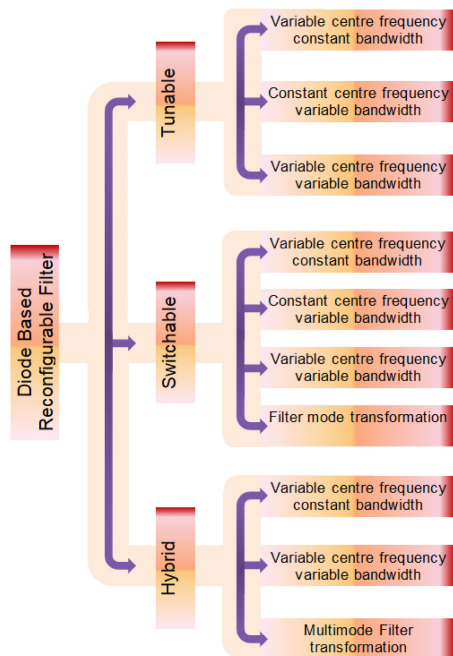 Diode Based
Reconfigurable Filter
Tunable
Variable centre frequency
constant bandwidth
Constant centre frequency
variable bandwidth
Variable centre frequency
variable bandwidth
Switchable
Variable centre frequency
constant bandwidth
Constant centre frequency
variable bandwidth
Variable centre frequency
variable bandwidth
Filter mode transformation
Hybrid
Variable centre frequency
constant bandwidth
Variable centre frequency
variable bandwidth
Multimode Filter
transformation